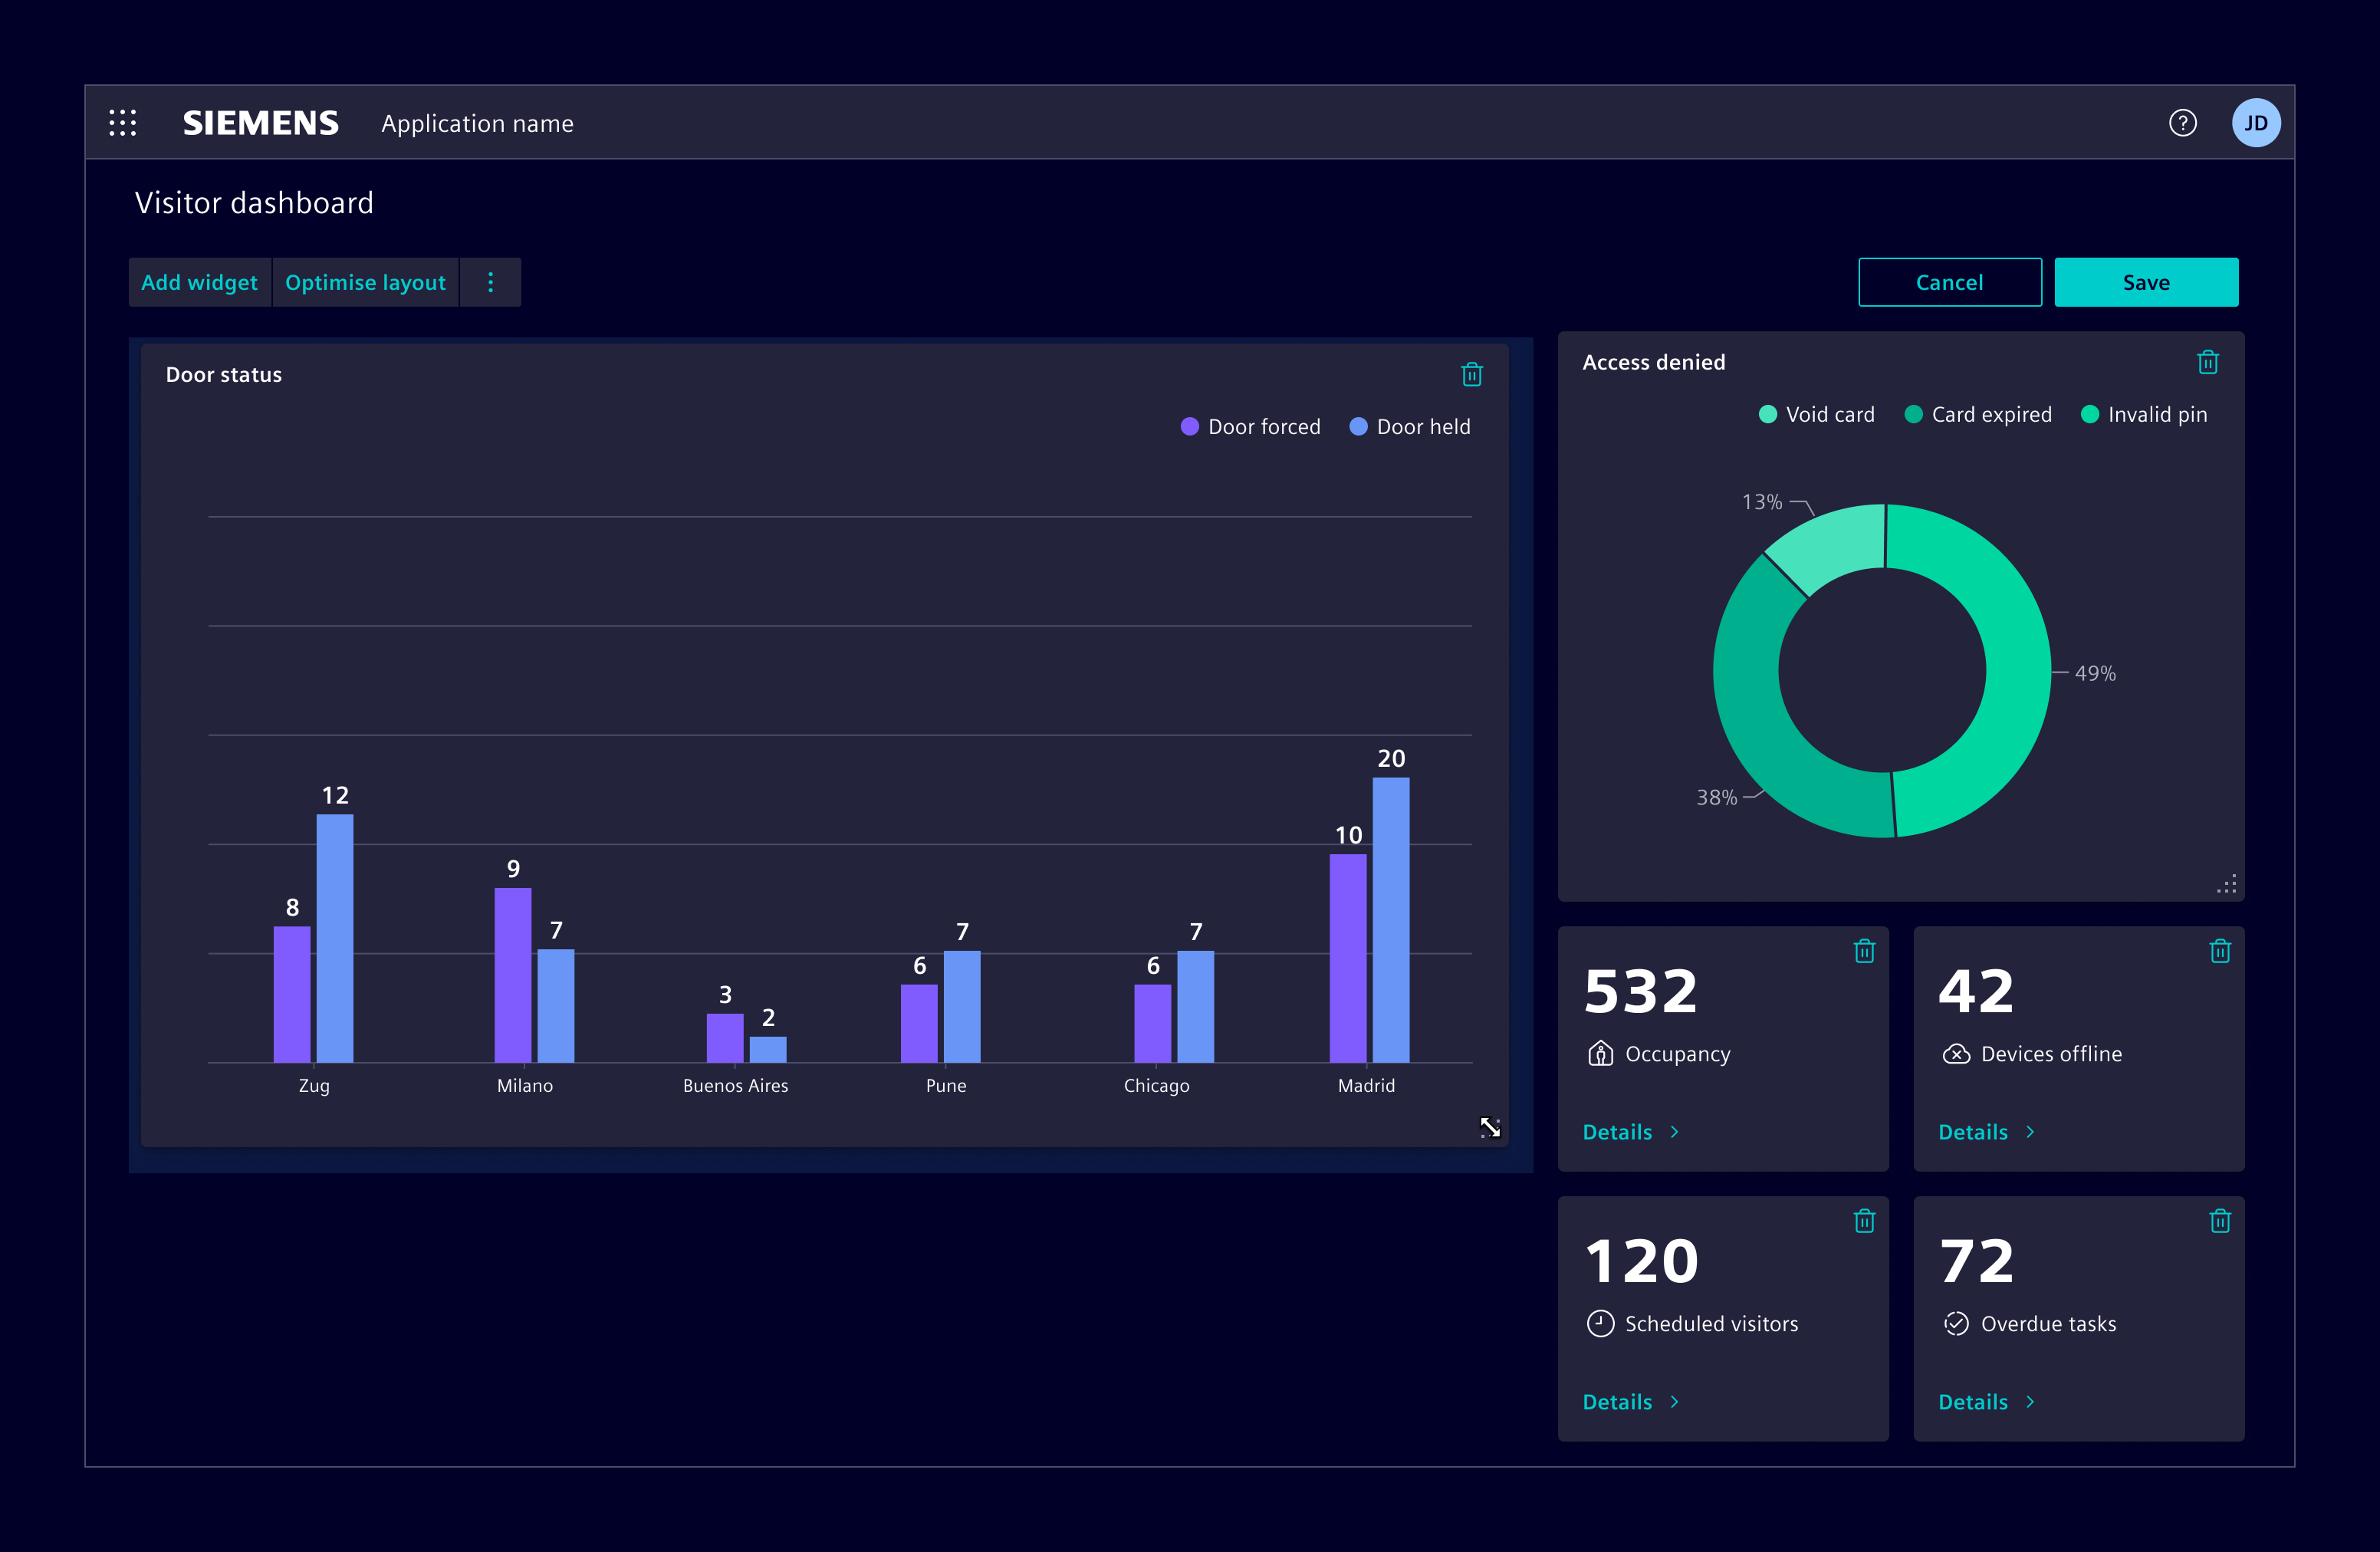 SIEMENS Application name
JD
Visitor dashboard
Add widget Optimise layout
Cancel Save
Door status
Door forced Door held
8 12 9 7 3 2 6 7 6 7 10 20
Zug Milano Buenos Aires Pune Chicago Madrid
Access denied
Void card Card expired Invalid pin
13%
49%
38%
532
Occupancy
Details
42
Devices offline
Details
120
Scheduled visitors
Details
72
Overdue tasks
Details